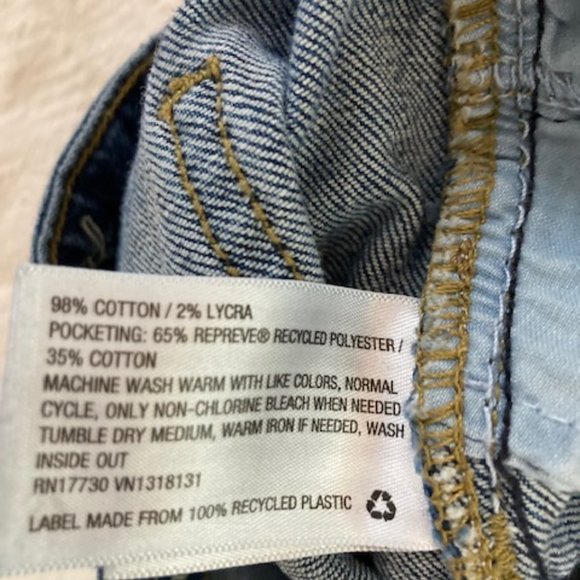 98% COTTON / 2% LYCRA
POCKETING: 65% REPREVE® RECYCLED POLYESTER /
35% COTTON
MACHINE WASH WARM WITH LIKE COLORS, NORMAL
CYCLE, ONLY NON-CHLORINE BLEACH WHEN NEEDED
TUMBLE DRY MEDIUM, WARM IRON IF NEEDED, WASH
INSIDE OUT
RN17730 VN1318131
LABEL MADE FROM 100% RECYCLED PLASTIC